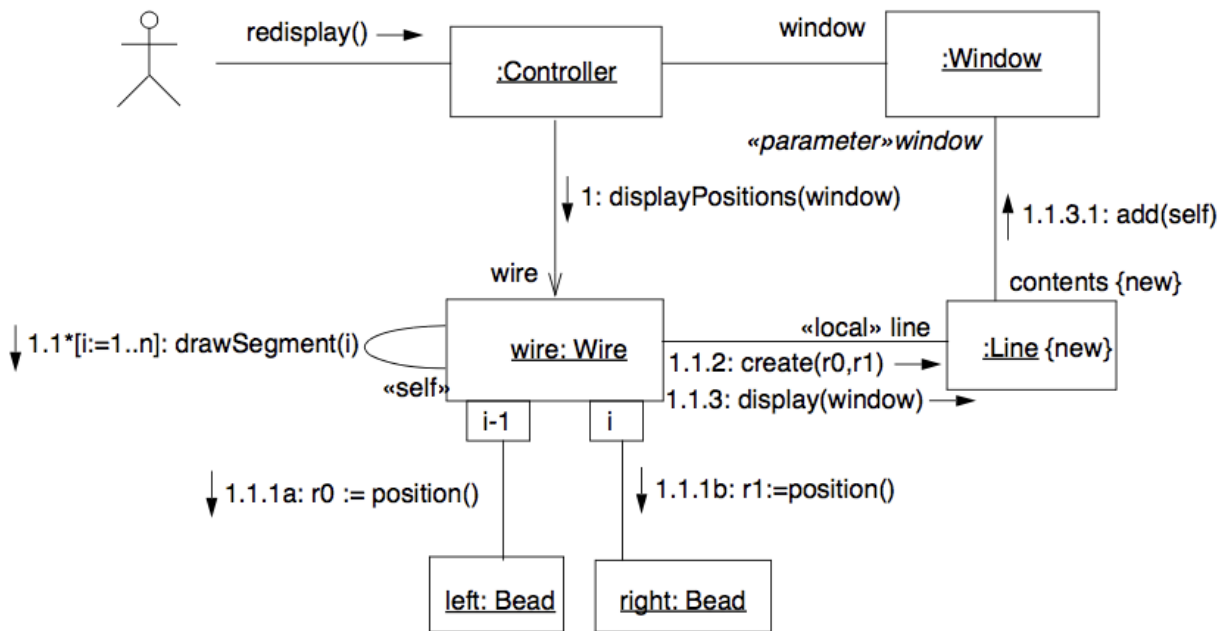 redisplay()
window
:Controller
:Window
«parameter»window
1: displayPositions(window)
1.1.3.1: add(self)
wire
contents {new}
1.1*[i:=1..n]: drawSegment(i)
«local» line
wire: Wire
:Line {new}
1.1.2: create(r0,r1)
«self»
1.1.3: display(window)
i-1
i
1.1.1a: r0 := position()
1.1.1b: r1:=position()
left: Bead
right: Bead